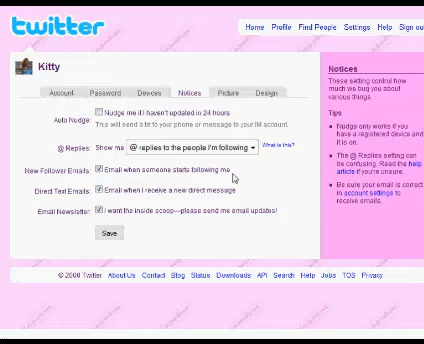 twitter
Home Profile Find People Settings Help Sign out
Kitty
Account Password Devices Notices Picture Design
Auto Nudge: Nudge me if I haven't updated in 24 hours
This will send a bit to your phone or message to your IM account.
@ Replies: Show me @ replies to the people I'm following What is this?
New Follower Emails: Email when someone starts following me
Direct Text Emails: Email when I receive a new direct message
Email Newsletter: I want the inside scoop—please send me email updates!
Save
Notices
These setting control how
much we bug you about
various things.
Tips
Nudge only works if you
have a registered device and
it is on.
The @ Replies setting can
be confusing. Read the help
article if you're unsure.
Be sure your email is correct
in account settings to
receive emails.
© 2008 Twitter About Us Contact Blog Status Downloads API Search Help Jobs TOS Privacy